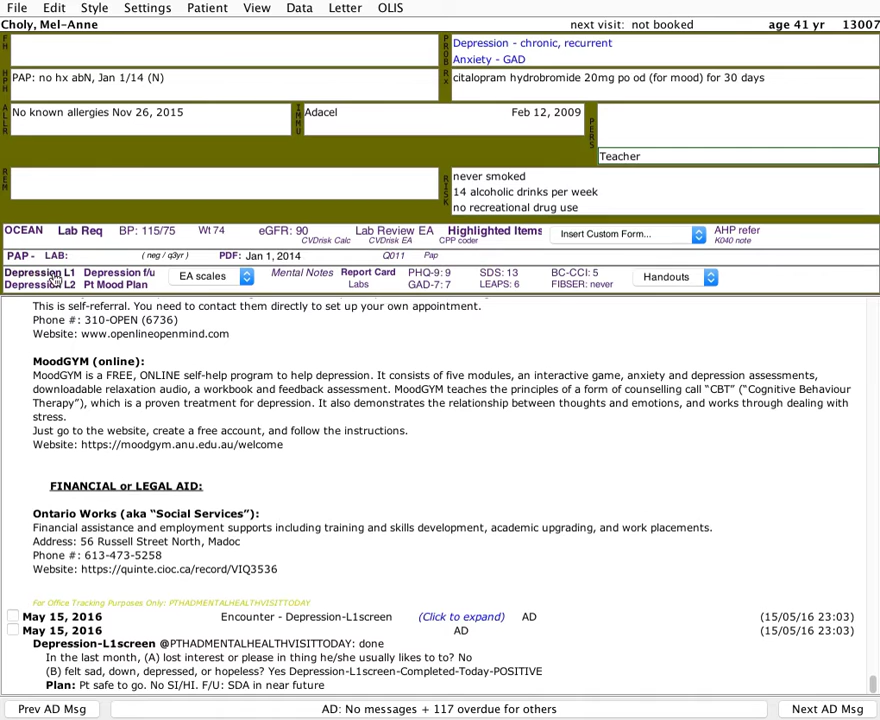 File Edit Style Settings Patient View Data Letter OLIS
Choly, Mel-Anne next visit: not booked age 41 yr 13007
FH
PROB Depression - chronic, recurrent
Anxiety - GAD
HPH PAP: no hx abN, Jan 1/14 (N)
Rx citalopram hydrobromide 20mg po od (for mood) for 30 days
ALLR No known allergies Nov 26, 2015
IMMU Adacel Feb 12, 2009
PERS
Teacher
REM
RISK never smoked
14 alcoholic drinks per week
no recreational drug use
OCEAN Lab Req BP: 115/75 Wt 74 eGFR: 90 Lab Review EA Highlighted Items Insert Custom Form... AHP refer
CVDrisk Calc CVDrisk EA CPP coder K040 note
PAP - LAB: ( neg / q3yr ) PDF: Jan 1, 2014 Q011 Pap
Depression L1 Depression f/u EA scales Mental Notes Report Card PHQ-9: 9 SDS: 13 BC-CCI: 5 Handouts
Depression L2 Pt Mood Plan Labs GAD-7: 7 LEAPS: 6 FIBSER: never
This is self-referral. You need to contact them directly to set up your own appointment.
Phone #: 310-OPEN (6736)
Website: www.openlineopenmind.com
MoodGYM (online):
MoodGYM is a FREE, ONLINE self-help program to help depression. It consists of five modules, an interactive game, anxiety and depression assessments,
downloadable relaxation audio, a workbook and feedback assessment. MoodGYM teaches the principles of a form of counselling call “CBT” (“Cognitive Behaviour
Therapy”), which is a proven treatment for depression. It also demonstrates the relationship between thoughts and emotions, and works through dealing with
stress.
Just go to the website, create a free account, and follow the instructions.
Website: https://moodgym.anu.edu.au/welcome
FINANCIAL or LEGAL AID:
Ontario Works (aka “Social Services”):
Financial assistance and employment supports including training and skills development, academic upgrading, and work placements.
Address: 56 Russell Street North, Madoc
Phone #: 613-473-5258
Website: https://quinte.cioc.ca/record/VIQ3536
For Office Tracking Purposes Only: PTHADMENTALHEALTHVISITTODAY
May 15, 2016 Encounter - Depression-L1screen (Click to expand) AD (15/05/16 23:03)
May 15, 2016 AD (15/05/16 23:03)
Depression-L1screen @PTHADMENTALHEALTHVISITTODAY: done
In the last month, (A) lost interest or please in thing he/she usually likes to to? No
(B) felt sad, down, depressed, or hopeless? Yes Depression-L1screen-Completed-Today-POSITIVE
Plan: Pt safe to go. No SI/HI. F/U: SDA in near future
Prev AD Msg AD: No messages + 117 overdue for others Next AD Msg